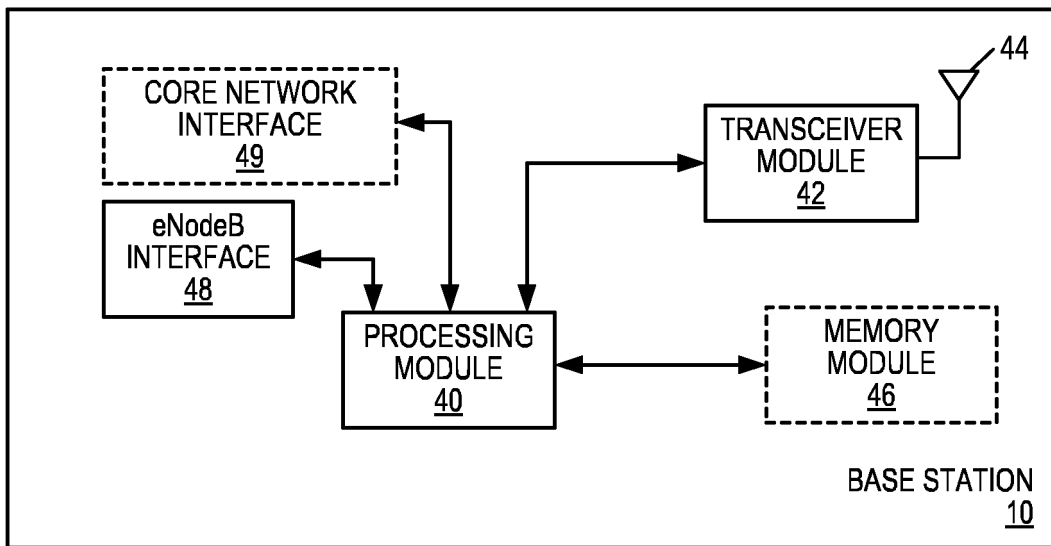 44
CORE NETWORK
INTERFACE
49
TRANSCEIVER
MODULE
42
eNodeB
INTERFACE
48
PROCESSING
MODULE
40
MEMORY
MODULE
46
BASE STATION
10